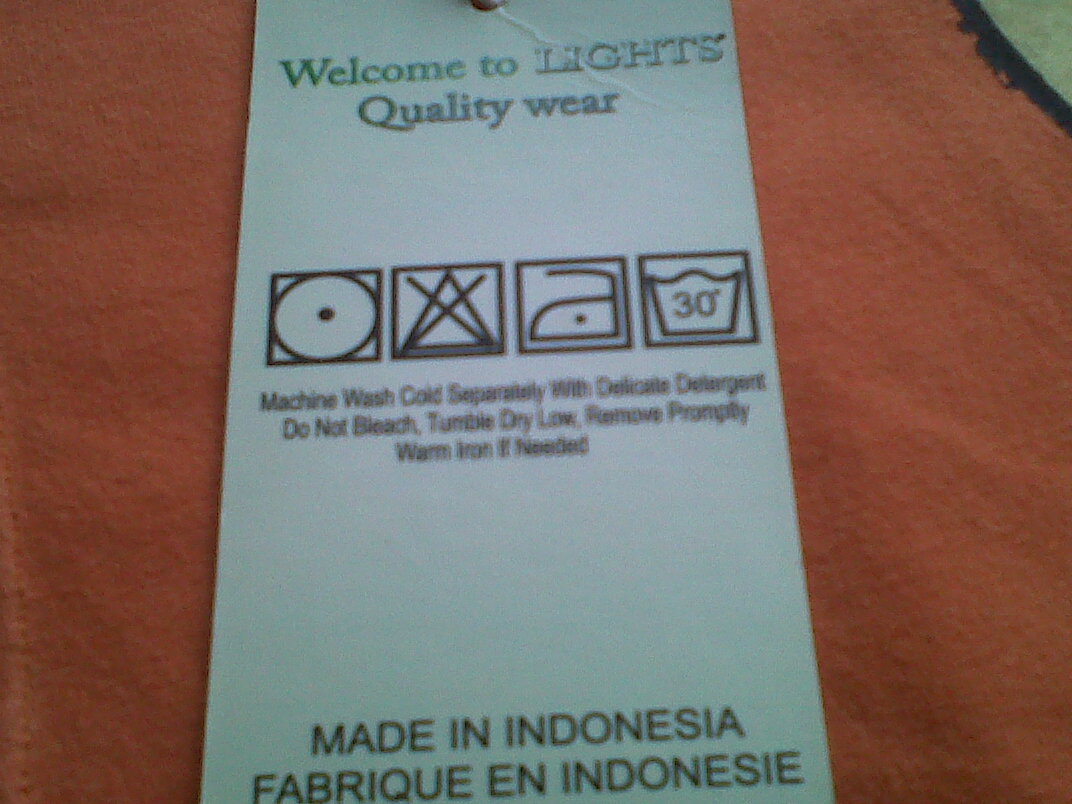 Welcome to LIGHTS
Quality wear
30°
Machine Wash Cold Separately With Delicate Detergent
Do Not Bleach, Tumble Dry Low, Remove Promptly
Warm Iron If Needed
MADE IN INDONESIA
FABRIQUE EN INDONESIE